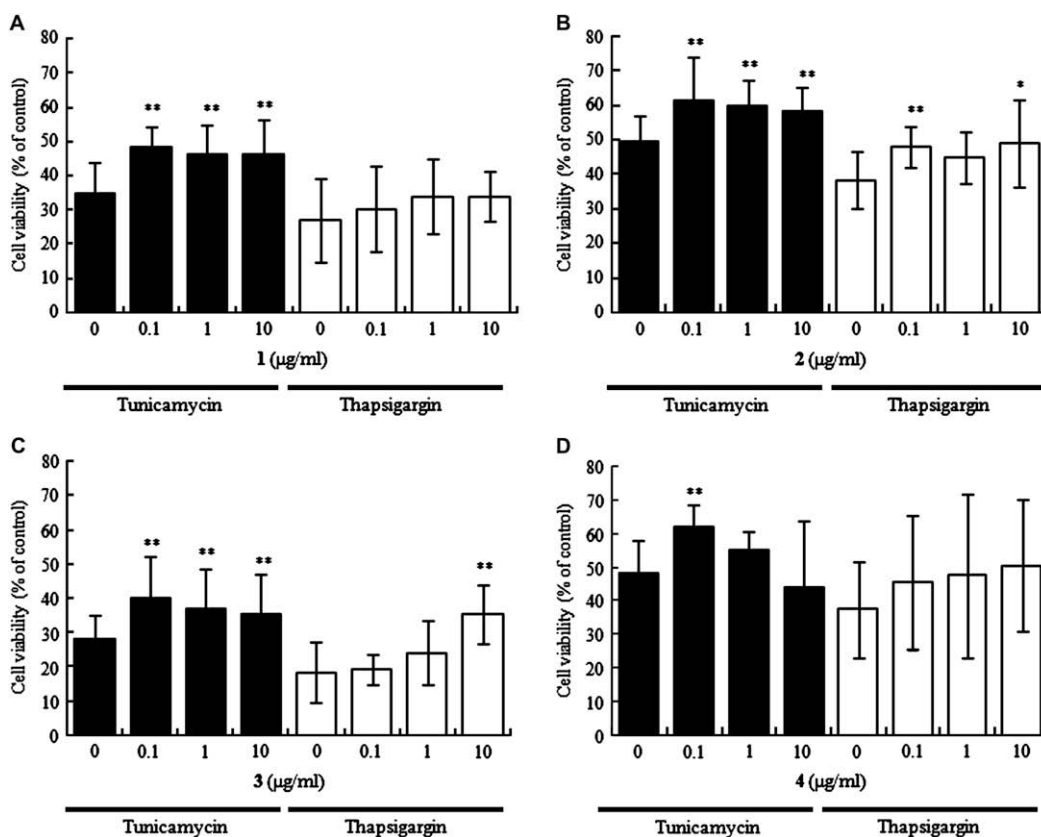 A
Cell viability (% of control)
80
70
60
50
40
30
20
10
0
** ** **
0 0.1 1 10 0 0.1 1 10
1 (µg/ml)
Tunicamycin Thapsigargin
B
Cell viability (% of control)
80
70
60
50
40
30
20
10
0
** ** ** ** *
0 0.1 1 10 0 0.1 1 10
2 (µg/ml)
Tunicamycin Thapsigargin
C
Cell viability (% of control)
80
70
60
50
40
30
20
10
0
** ** ** **
0 0.1 1 10 0 0.1 1 10
3 (µg/ml)
Tunicamycin Thapsigargin
D
Cell viability (% of control)
80
70
60
50
40
30
20
10
0
**
0 0.1 1 10 0 0.1 1 10
4 (µg/ml)
Tunicamycin Thapsigargin